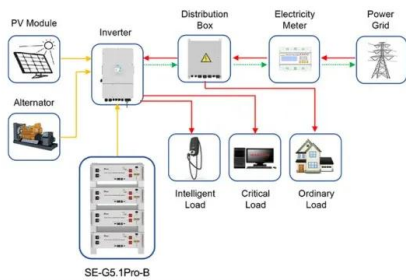 PV Module
Inverter
Distribution
Box
Electricity
Meter
Power
Grid
Alternator
Intelligent
Load
Critical
Load
Ordinary
Load
SE-G5.1Pro-B